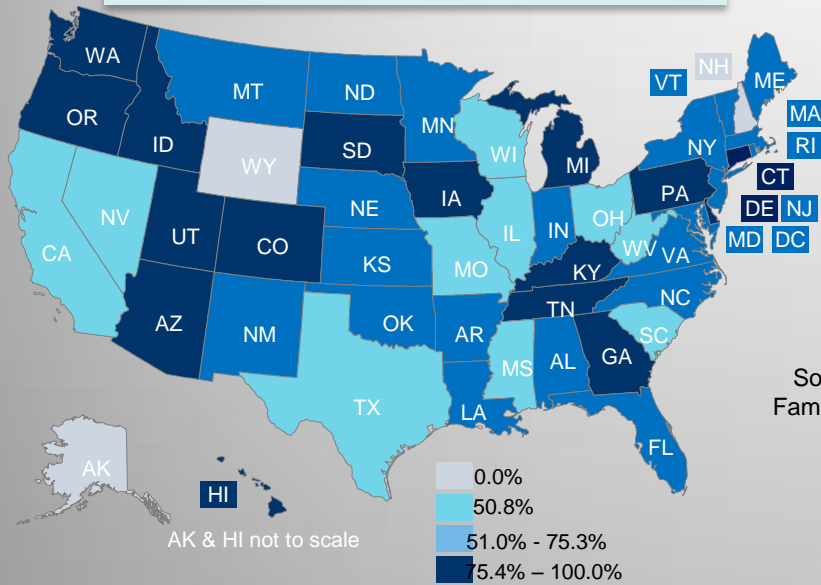 WA
MT
ND
MN
OR
ID
SD
WI
MI
NY
VT
NH
ME
MA
RI
CT
WY
IA
PA
DE NJ
NE
MD DC
NV
UT
CO
IL
IN
OH
CA
KS
MO
WV VA
KY
AZ
NM
OK
AR
TN
NC
SC
TX
LA
MS
AL
GA
FL
So
Fam
AK
HI
AK & HI not to scale
0.0%
50.8%
51.0% - 75.3%
75.4% – 100.0%